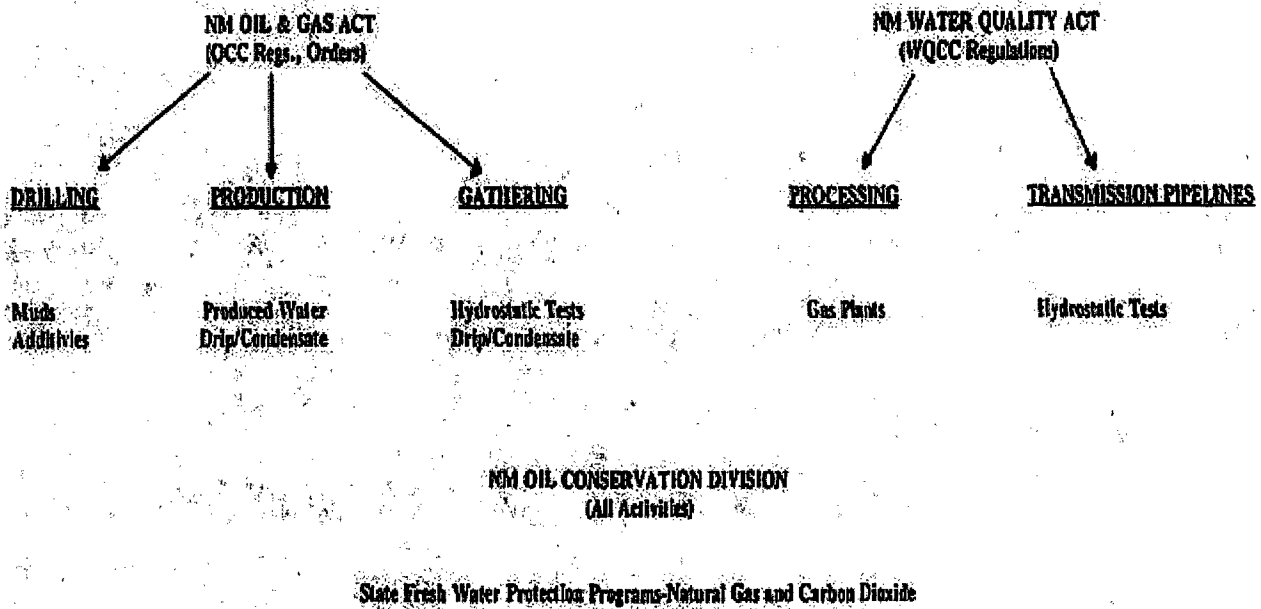 NM OIL & GAS ACT
(OCC Regs., Orders)
NM WATER QUALITY ACT
(WQCC Regulations)
DRILLING
PRODUCTION
GATHERING
PROCESSING
TRANSMISSION PIPELINES
Muds
Additivies
Produced Water
Drip/Condensate
Hydrostatic Tests
Drip/Condensate
Gas Plants
Hydrostatic Tests
NM OIL CONSERVATION DIVISION
(All Activities)
State Fresh Water Protection Programs-Natural Gas and Carbon Dioxide